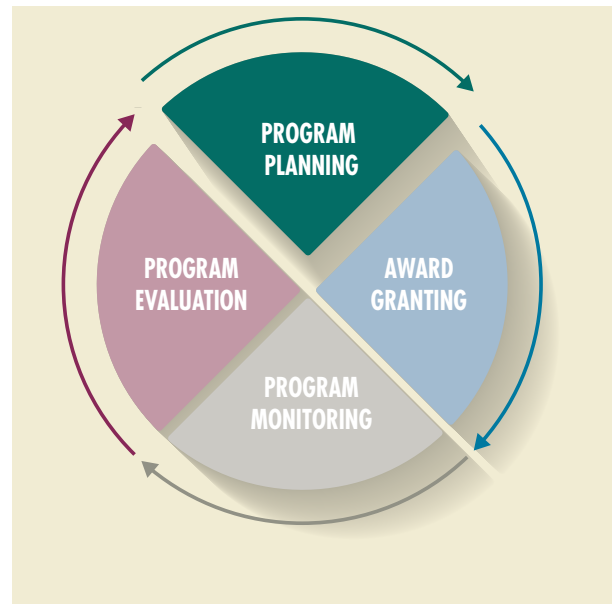 PROGRAM
PLANNING
AWARD
GRANTING
PROGRAM
MONITORING
PROGRAM
EVALUATION